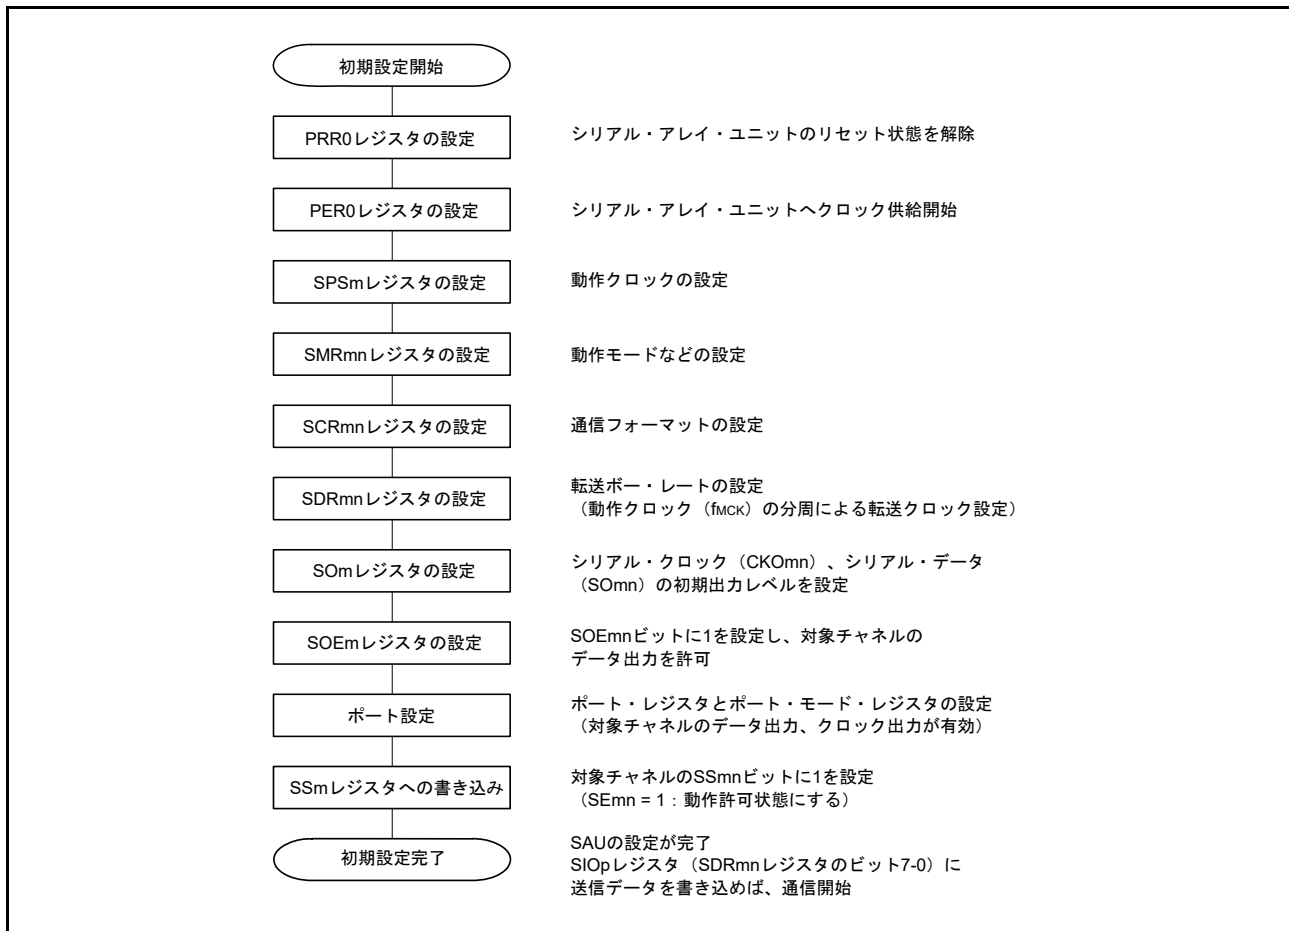 初期設定開始
PRR0レジスタの設定
シリアル・アレイ・ユニットのリセット状態を解除
PER0レジスタの設定
シリアル・アレイ・ユニットへクロック供給開始
SPSmレジスタの設定
動作クロックの設定
SMRmnレジスタの設定
動作モードなどの設定
SCRmnレジスタの設定
通信フォーマットの設定
SDRmnレジスタの設定
転送ボー・レートの設定
（動作クロック（fMCK）の分周による転送クロック設定）
SOmレジスタの設定
シリアル・クロック（CKOmn）、シリアル・データ
（SOmn）の初期出力レベルを設定
SOEmレジスタの設定
SOEmnビットに1を設定し、対象チャネルの
データ出力を許可
ポート設定
ポート・レジスタとポート・モード・レジスタの設定
（対象チャネルのデータ出力、クロック出力が有効）
SSmレジスタへの書き込み
対象チャネルのSSmnビットに1を設定
（SEmn = 1：動作許可状態にする）
初期設定完了
SAUの設定が完了
SIOpレジスタ（SDRmnレジスタのビット7-0）に
送信データを書き込めば、通信開始